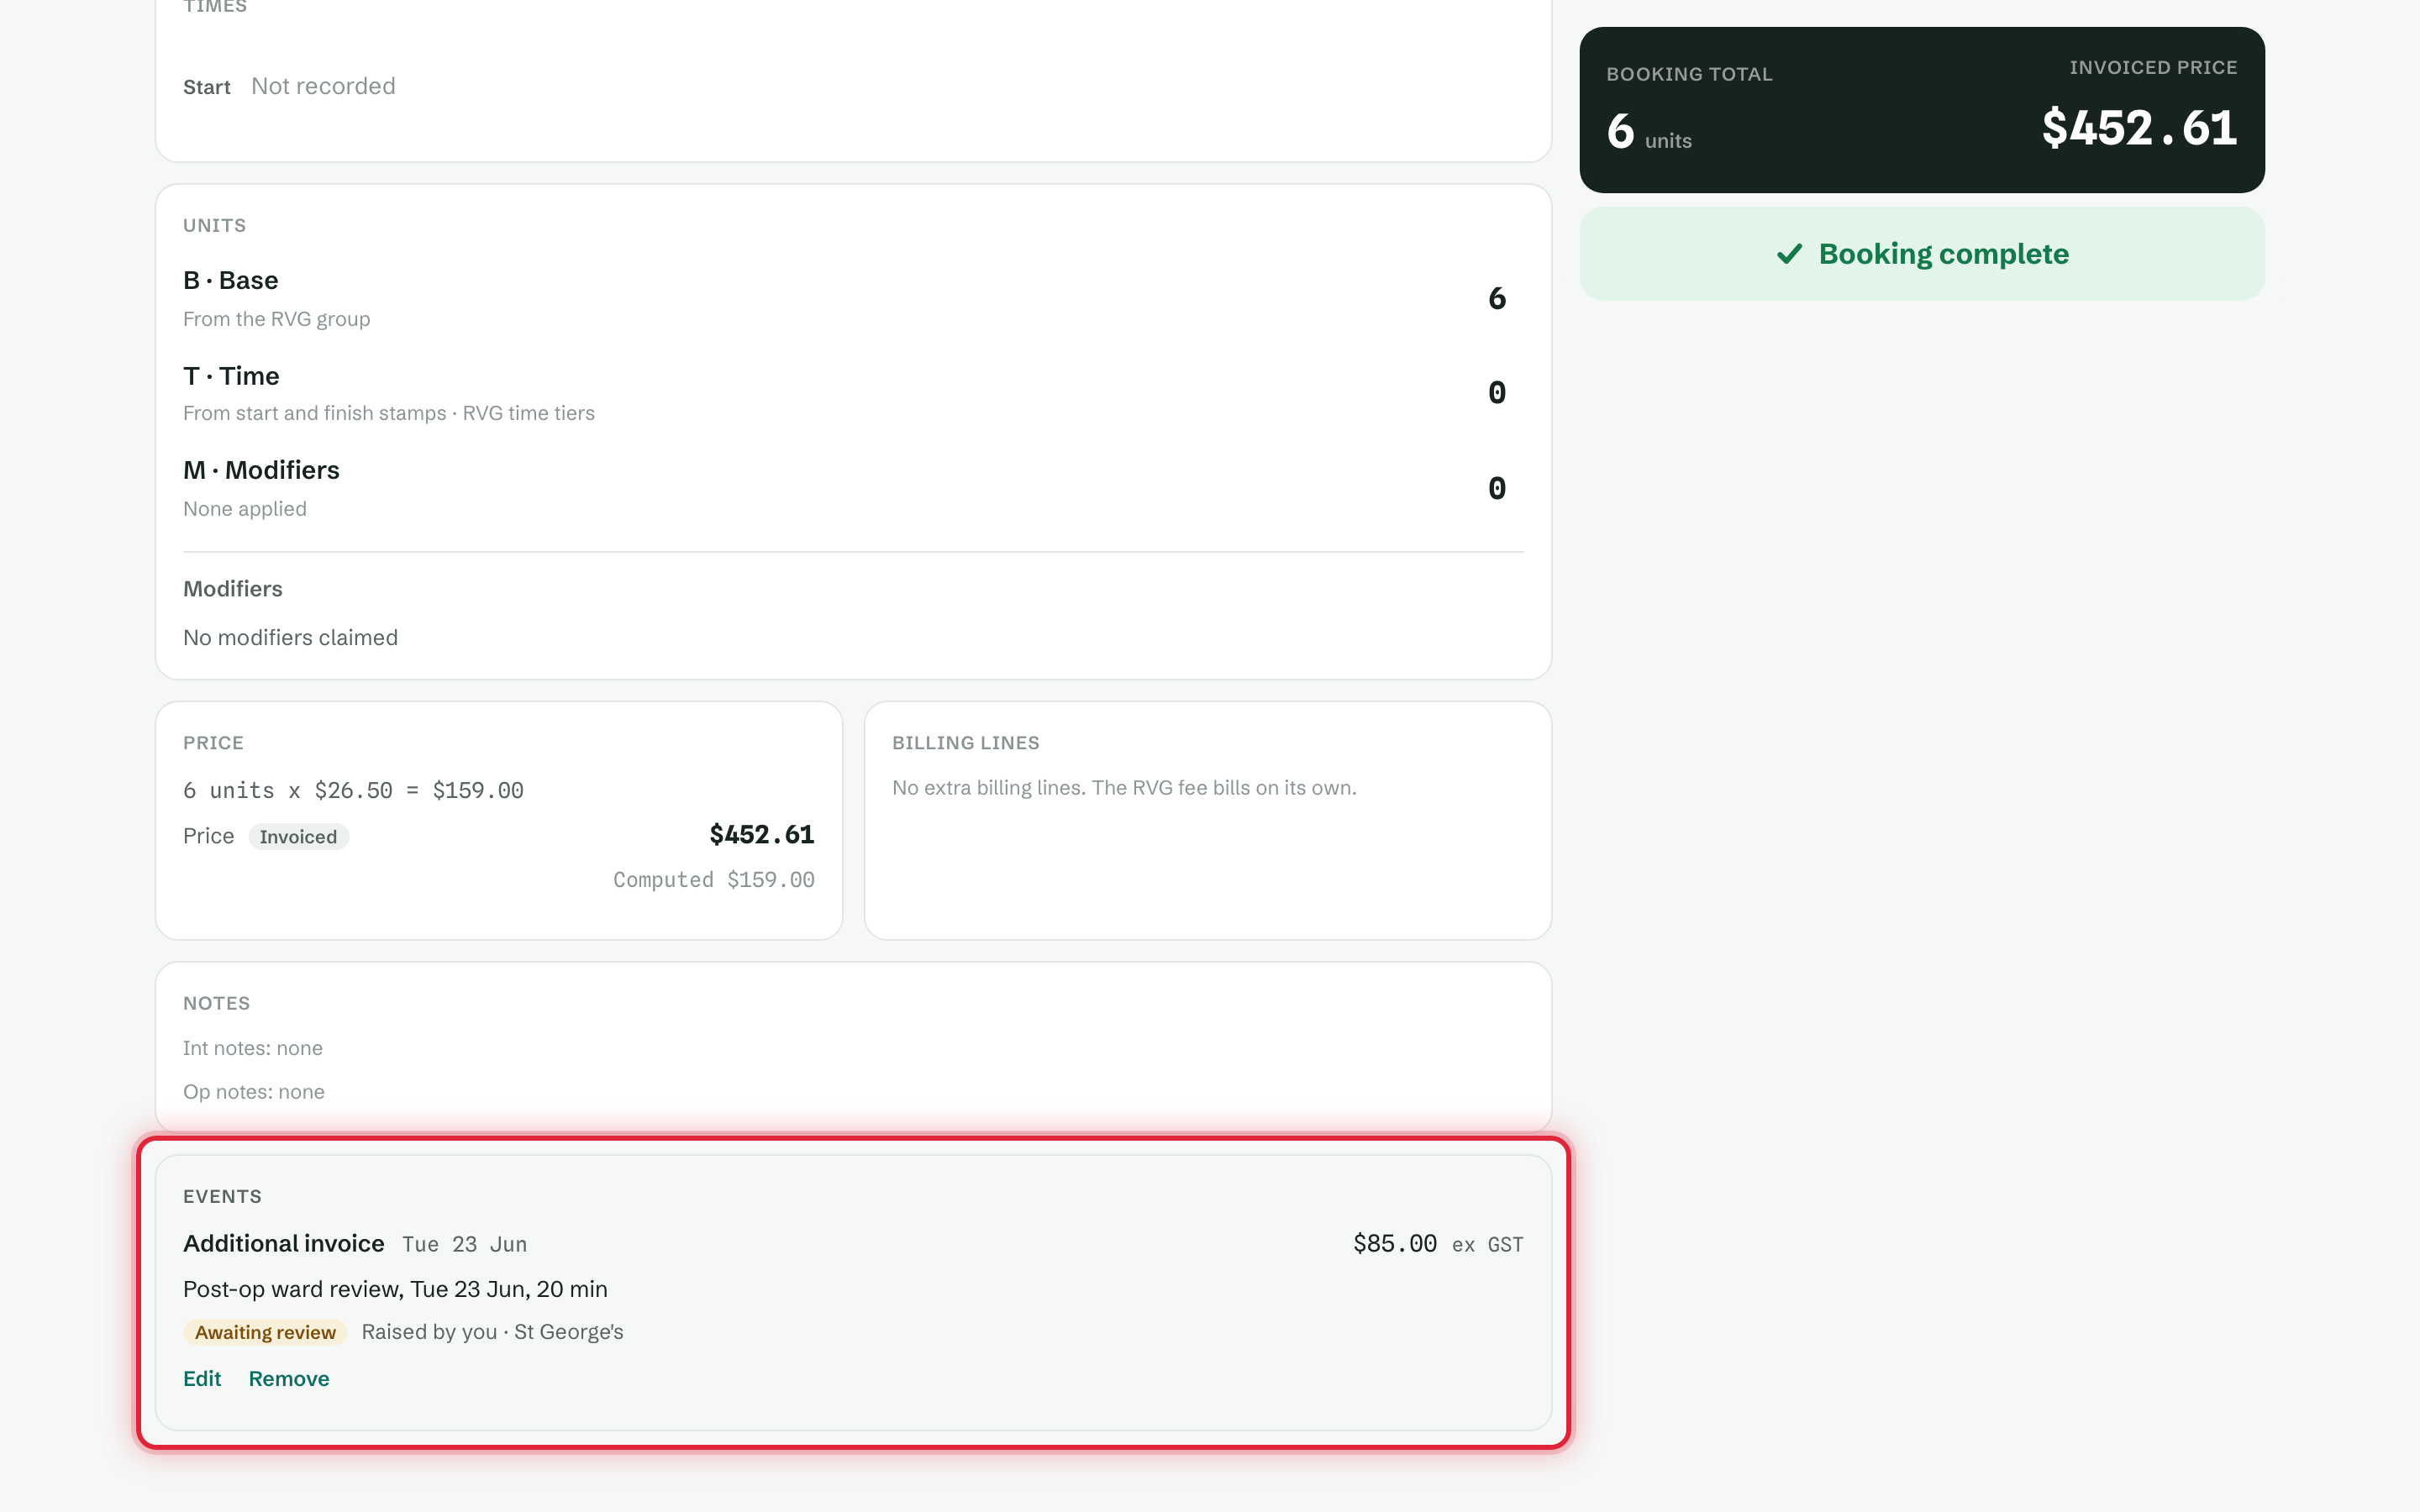 TIMES
Start Not recorded
BOOKING TOTAL
6 units
INVOICED PRICE
$452.61
Booking complete
UNITS
B · Base
From the RVG group
6
T · Time
From start and finish stamps · RVG time tiers
0
M · Modifiers
None applied
0
Modifiers
No modifiers claimed
PRICE
6 units x $26.50 = $159.00
Price Invoiced $452.61
Computed $159.00
BILLING LINES
No extra billing lines. The RVG fee bills on its own.
NOTES
Int notes: none
Op notes: none
EVENTS
Additional invoice Tue 23 Jun $85.00 ex GST
Post-op ward review, Tue 23 Jun, 20 min
Awaiting review Raised by you · St George's
Edit Remove